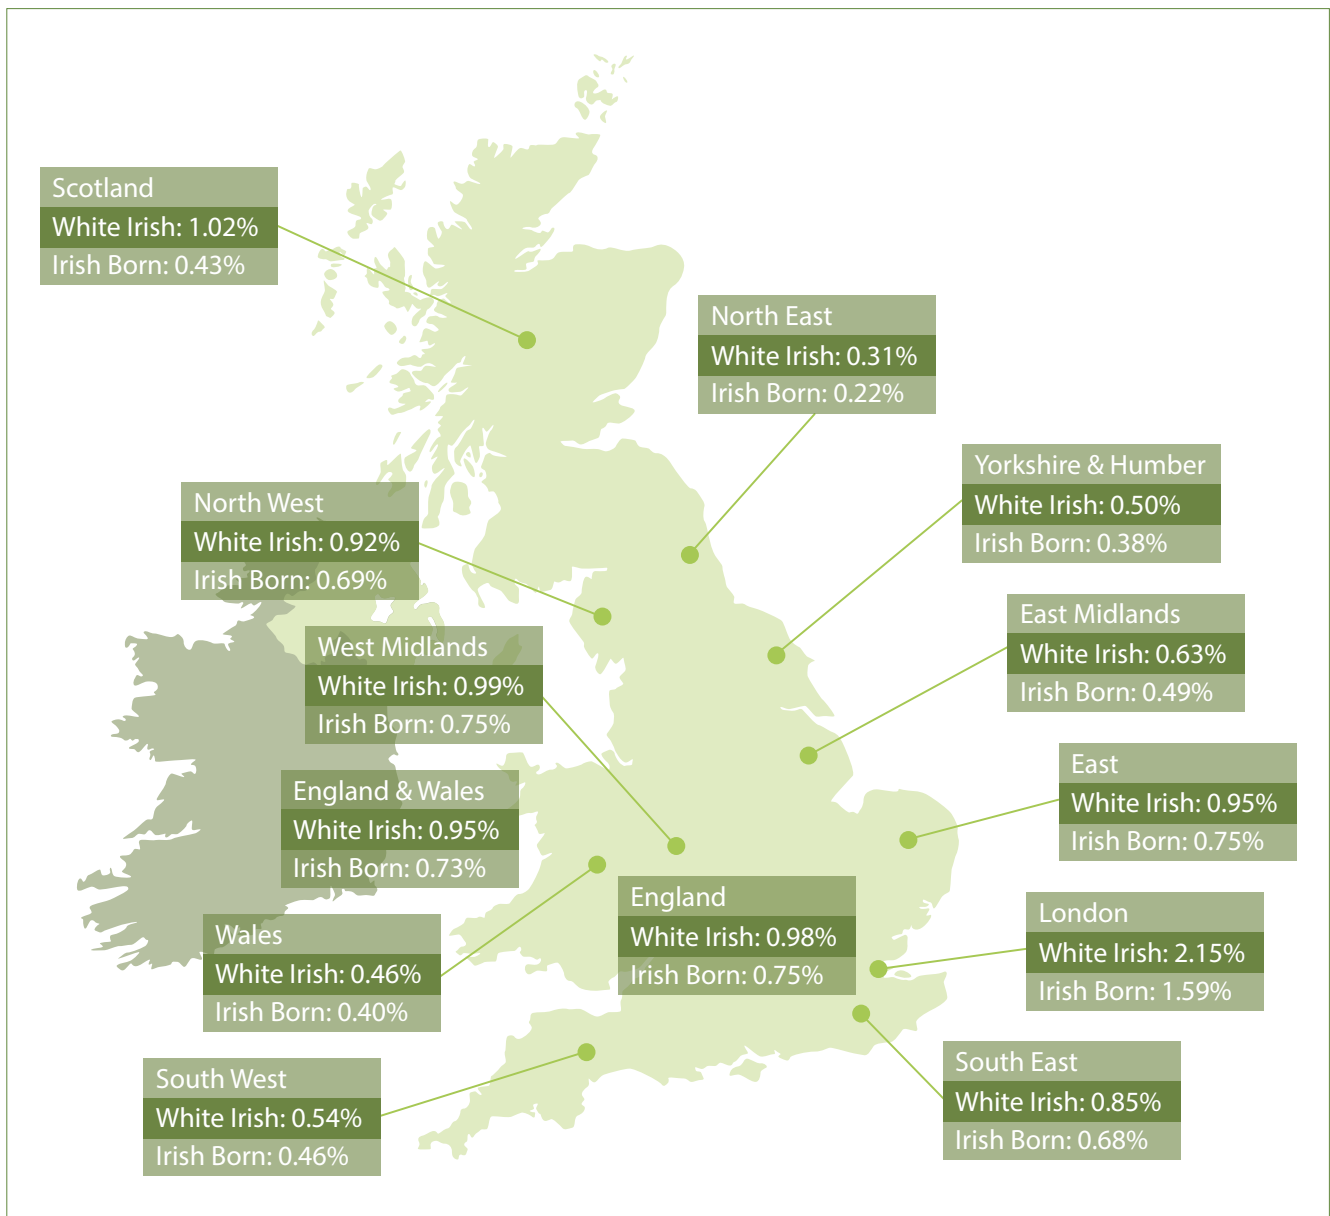 Scotland
White Irish: 1.02%
Irish Born: 0.43%
North East
White Irish: 0.31%
Irish Born: 0.22%
Yorkshire & Humber
White Irish: 0.50%
Irish Born: 0.38%
North West
White Irish: 0.92%
Irish Born: 0.69%
East Midlands
White Irish: 0.63%
Irish Born: 0.49%
West Midlands
White Irish: 0.99%
Irish Born: 0.75%
East
White Irish: 0.95%
Irish Born: 0.75%
England & Wales
White Irish: 0.95%
Irish Born: 0.73%
England
White Irish: 0.98%
Irish Born: 0.75%
London
White Irish: 2.15%
Irish Born: 1.59%
Wales
White Irish: 0.46%
Irish Born: 0.40%
South East
White Irish: 0.85%
Irish Born: 0.68%
South West
White Irish: 0.54%
Irish Born: 0.46%